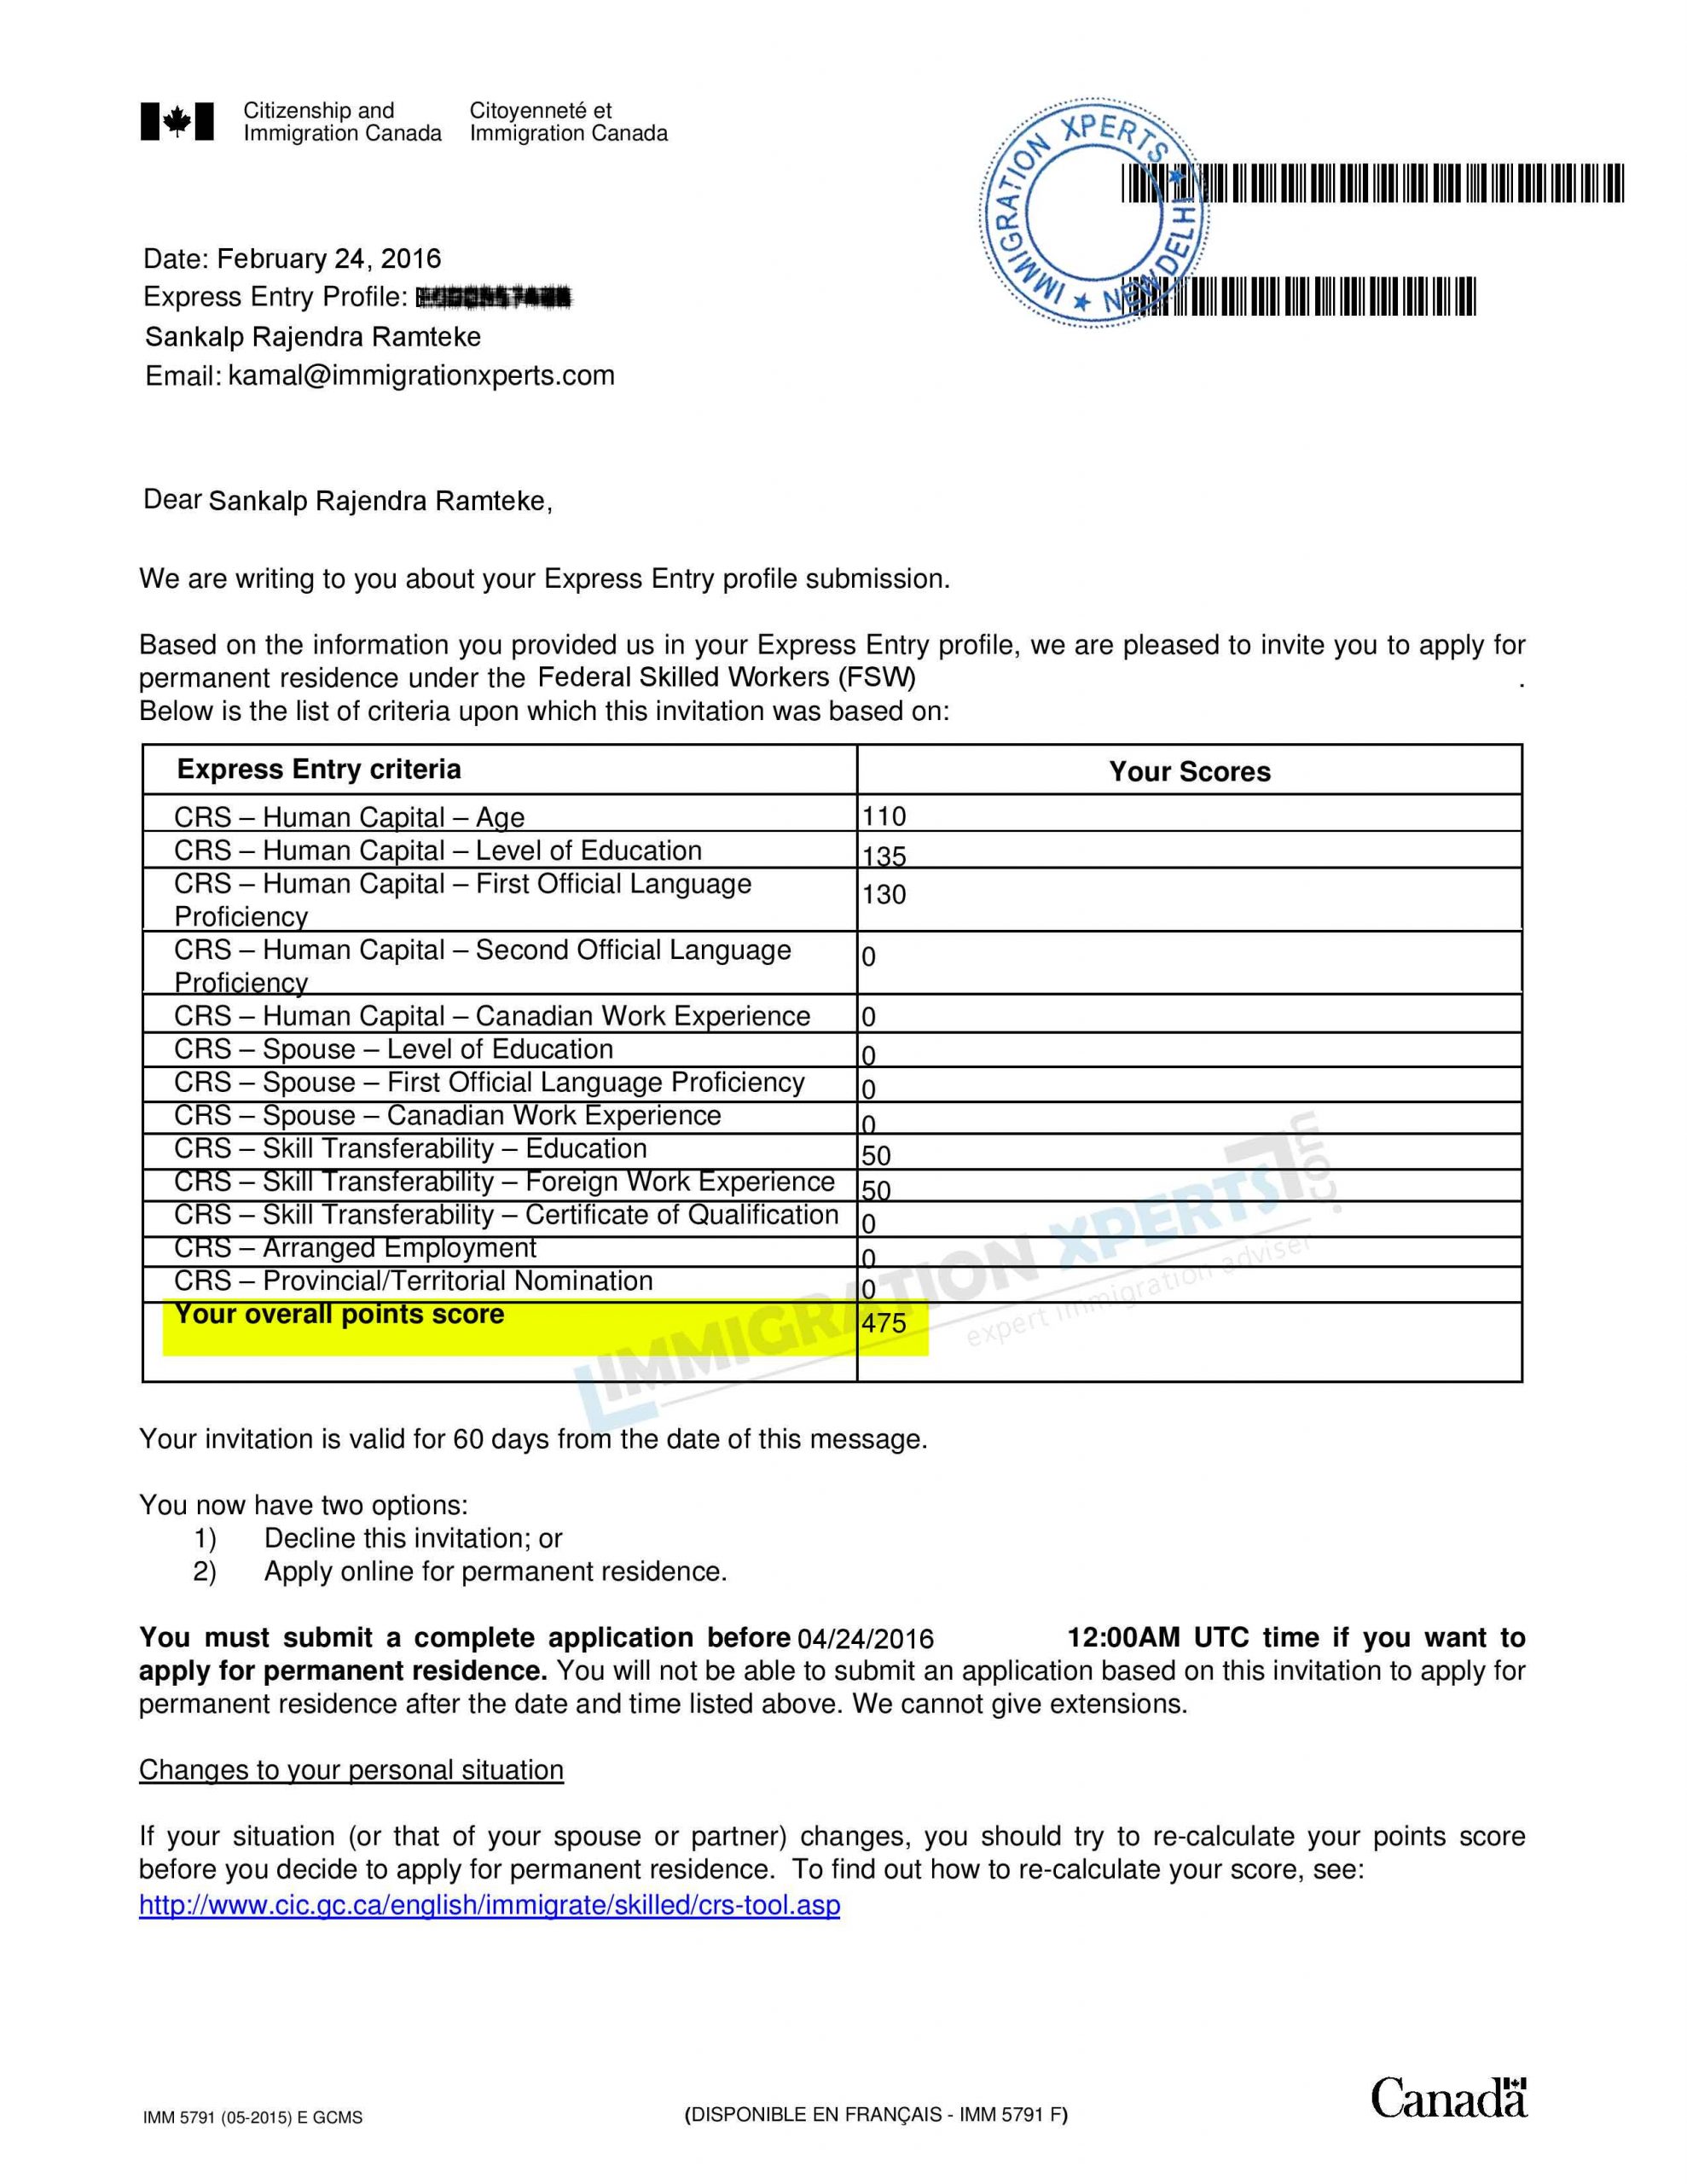 Citizenship and Immigration Canada
Citoyenneté et Immigration Canada
IMMIGRATION XPERTS ★ NEW DELHI ★
Date: February 24, 2016
Express Entry Profile:
Sankalp Rajendra Ramteke
Email: kamal@immigrationxperts.com
Dear Sankalp Rajendra Ramteke,
We are writing to you about your Express Entry profile submission.
Based on the information you provided us in your Express Entry profile, we are pleased to invite you to apply for
permanent residence under the Federal Skilled Workers (FSW) .
Below is the list of criteria upon which this invitation was based on:
Express Entry criteria Your Scores
CRS – Human Capital – Age 110
CRS – Human Capital – Level of Education 135
CRS – Human Capital – First Official Language
Proficiency 130
CRS – Human Capital – Second Official Language
Proficiency 0
CRS – Human Capital – Canadian Work Experience 0
CRS – Spouse – Level of Education 0
CRS – Spouse – First Official Language Proficiency 0
CRS – Spouse – Canadian Work Experience 0
CRS – Skill Transferability – Education 50
CRS – Skill Transferability – Foreign Work Experience 50
CRS – Skill Transferability – Certificate of Qualification 0
CRS – Arranged Employment 0
CRS – Provincial/Territorial Nomination 0
Your overall points score 475
IMMIGRATION XPERTS .com
expert immigration adviser
Your invitation is valid for 60 days from the date of this message.
You now have two options:
1) Decline this invitation; or
2) Apply online for permanent residence.
You must submit a complete application before 04/24/2016 12:00AM UTC time if you want to
apply for permanent residence. You will not be able to submit an application based on this invitation to apply for
permanent residence after the date and time listed above. We cannot give extensions.
Changes to your personal situation
If your situation (or that of your spouse or partner) changes, you should try to re-calculate your points score
before you decide to apply for permanent residence. To find out how to re-calculate your score, see:
http://www.cic.gc.ca/english/immigrate/skilled/crs-tool.asp
IMM 5791 (05-2015) E GCMS
(DISPONIBLE EN FRANÇAIS - IMM 5791 F)
Canada